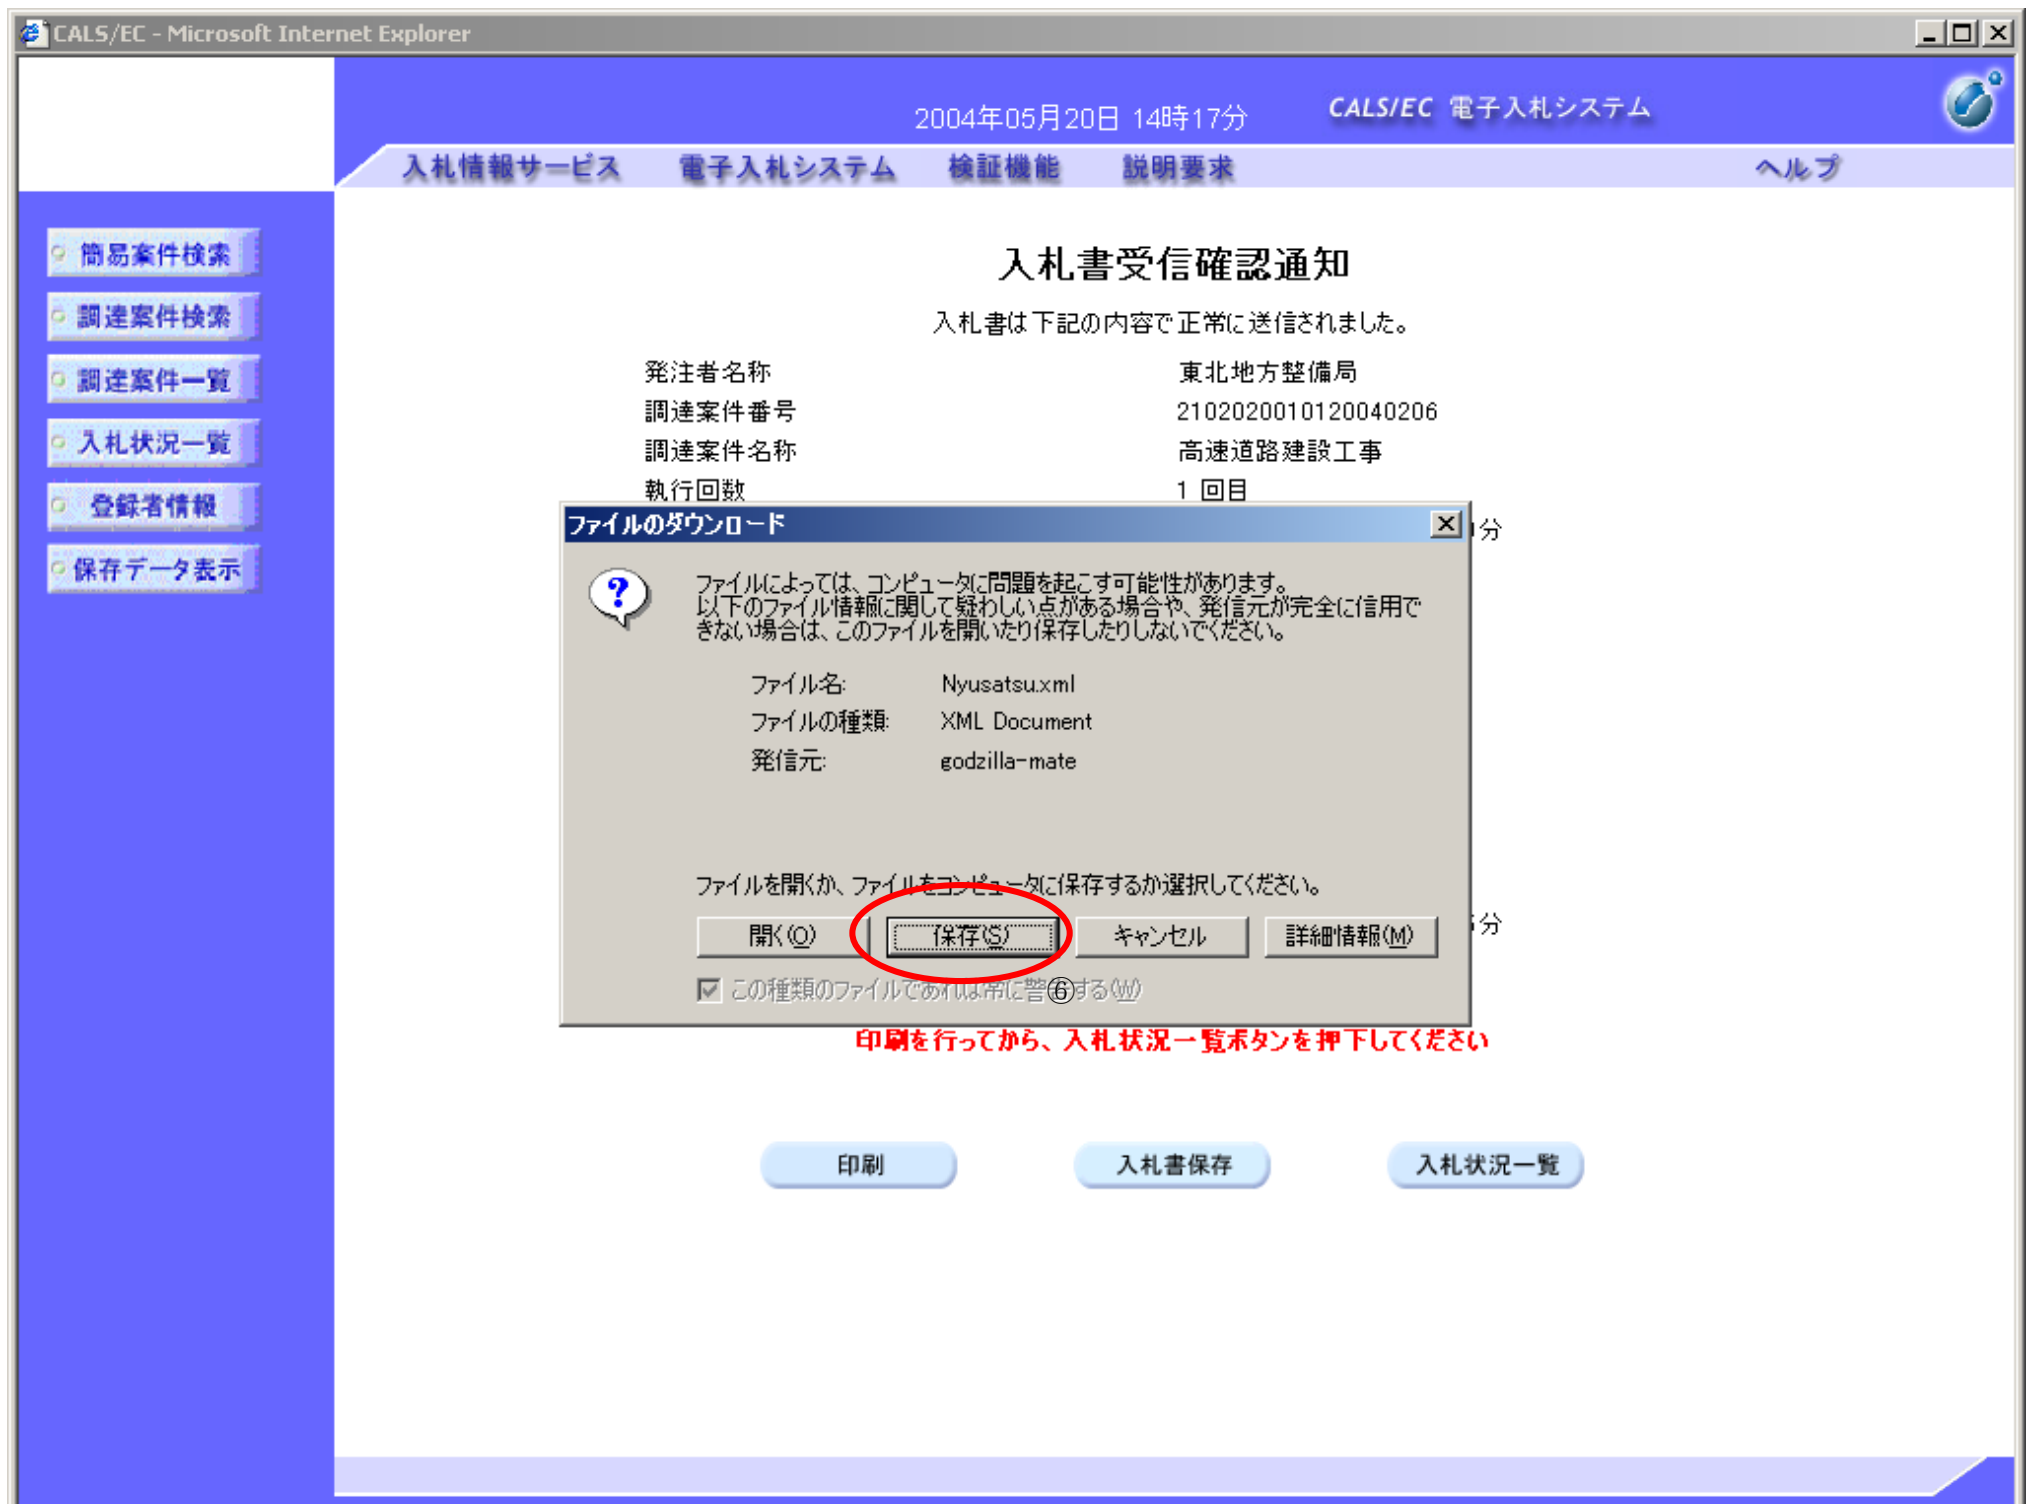 CALS/EC - Microsoft Internet Explorer
2004年05月20日 14時17分
CALS/EC 電子入札システム
入札情報サービス 電子入札システム 検証機能 説明要求 ヘルプ
簡易案件検索
調達案件検索
調達案件一覧
入札状況一覧
登録者情報
保存データ表示
入札書受信確認通知
入札書は下記の内容で正常に送信されました。
発注者名称 東北地方整備局
調達案件番号 2102020010120040206
調達案件名称 高速道路建設工事
執行回数 1 回目
分
ファイルのダウンロード
ファイルによっては、コンピュータに問題を起こす可能性があります。
以下のファイル情報に関して疑わしい点がある場合や、発信元が完全に信用で
きない場合は、このファイルを開いたり保存したりしないでください。
ファイル名: Nyusatsu.xml
ファイルの種類: XML Document
発信元: godzilla-mate
ファイルを開くか、ファイルをコンピュータに保存するか選択してください。
開く(O) 保存(S) キャンセル 詳細情報(M)
分
この種類のファイルであれば常に警告する(W)
⑥
印刷を行ってから、入札状況一覧ボタンを押下してください
印刷 入札書保存 入札状況一覧